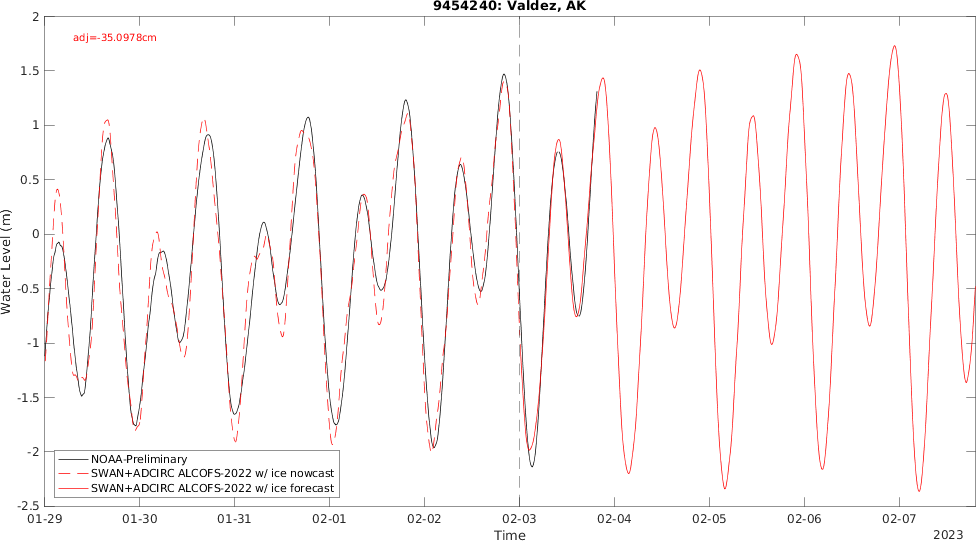 9454240: Valdez, AK
adj=-35.0978cm
Water Level (m)
2
1.5
1
0.5
0
-0.5
-1
-1.5
-2
-2.5
NOAA-Preliminary
SWAN+ADCIRC ALCOFS-2022 w/ ice nowcast
SWAN+ADCIRC ALCOFS-2022 w/ ice forecast
01-29 01-30 01-31 02-01 02-02 02-03 02-04 02-05 02-06 02-07
Time
2023